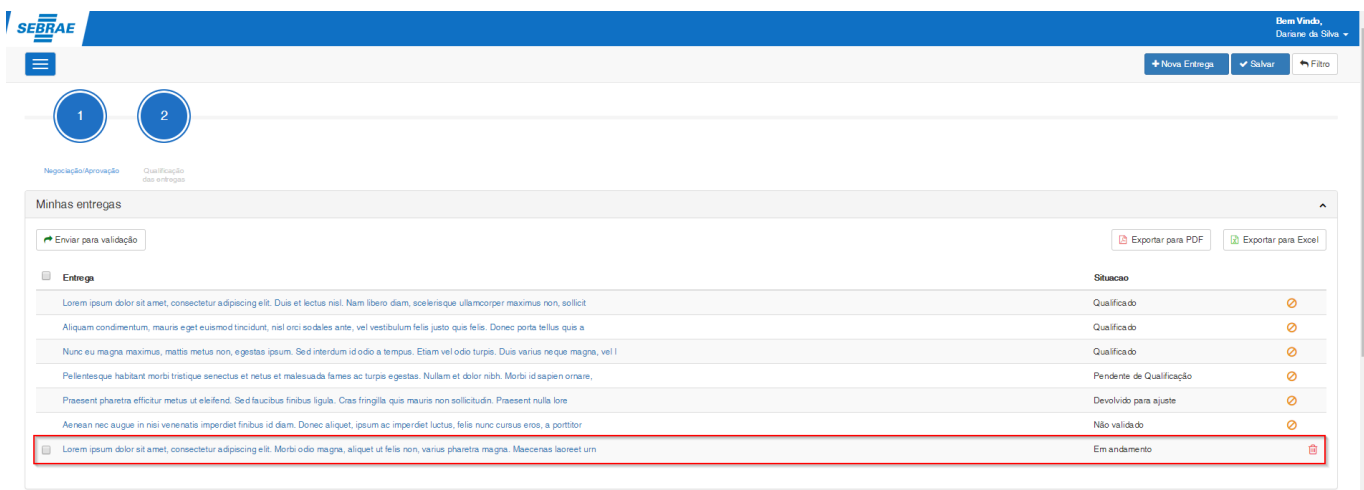 SEBRAE
Bem Vindo,
Dariane da Silva
Nova Entrega
Salvar
Filtro
1
2
Negociação/Aprovação
Qualificação
das entregas
Minhas entregas
Enviar para validação
Exportar para PDF
Exportar para Excel
Entrega Situacao
Lorem ipsum dolor sit amet, consectetur adipiscing elit. Duis et lectus nisl. Nam libero diam, scelerisque ullamcorper maximus non, sollicit Qualificado
Aliquam condimentum, mauris eget euismod tincidunt, nisl orci sodales ante, vel vestibulum felis justo quis felis. Donec porta tellus quis a Qualificado
Nunc eu magna maximus, mattis metus non, egestas ipsum. Sed interdum id odio a tempus. Etiam vel odio turpis. Duis varius neque magna, vel l Qualificado
Pellentesque habitant morbi tristique senectus et netus et malesuada fames ac turpis egestas. Nullam et dolor nibh. Morbi id sapien ornare, Pendente de Qualificação
Praesent pharetra efficitur metus ut eleifend. Sed faucibus finibus ligula. Cras fringilla quis mauris non sollicitudin. Praesent nulla lore Devolvido para ajuste
Aenean nec augue in nisi venenatis imperdiet finibus id diam. Donec aliquet, ipsum ac imperdiet luctus, felis nunc cursus eros, a porttitor Não validado
Lorem ipsum dolor sit amet, consectetur adipiscing elit. Morbi odio magna, aliquet ut felis non, varius pharetra magna. Maecenas laoreet urn Em andamento